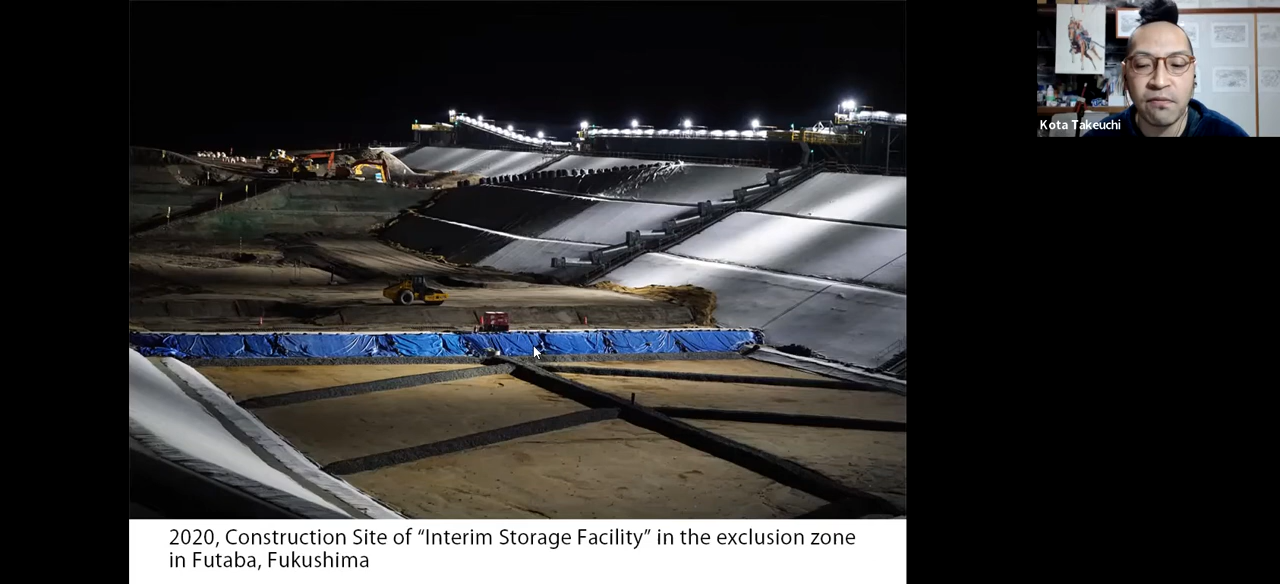 Kota Takeuchi
2020, Construction Site of “Interim Storage Facility” in the exclusion zone
in Futaba, Fukushima